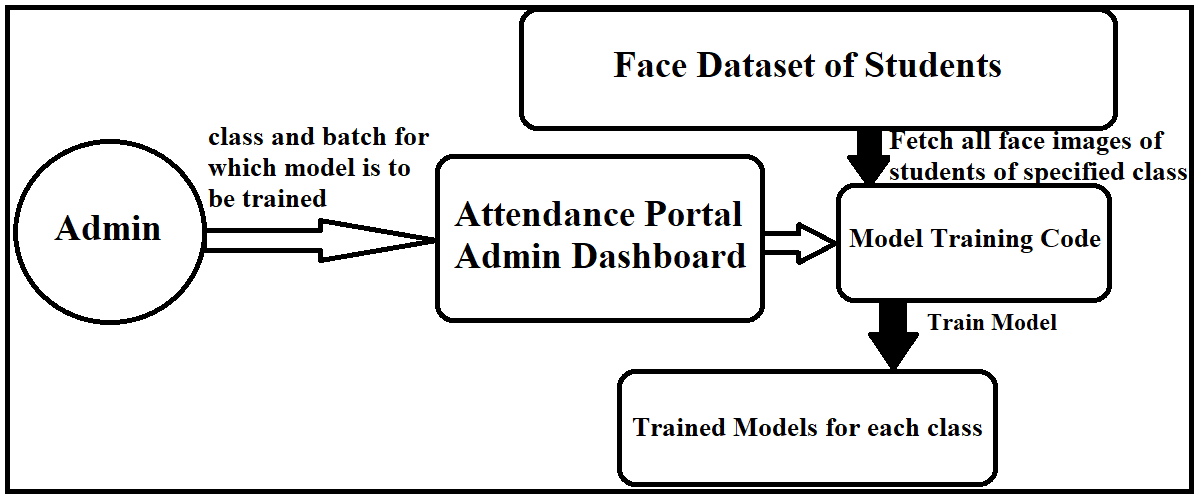 Face Dataset of Students
class and batch for
which model is to
be trained
Fetch all face images of
students of specified class
Admin
Attendance Portal
Admin Dashboard
Model Training Code
Train Model
Trained Models for each class